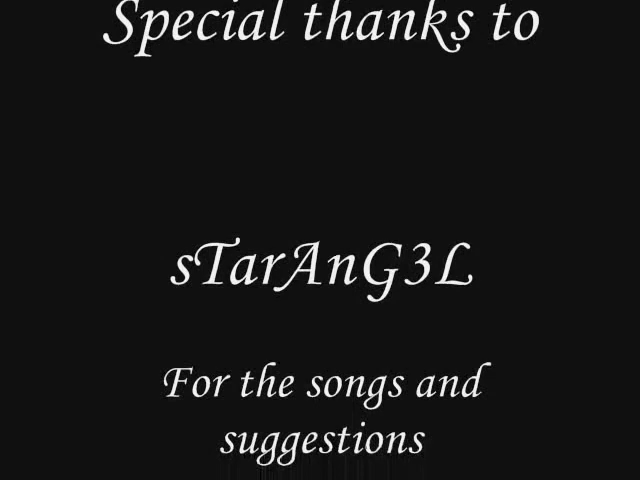 Special thanks to
sTarAnG3L
For the songs and
suggestions